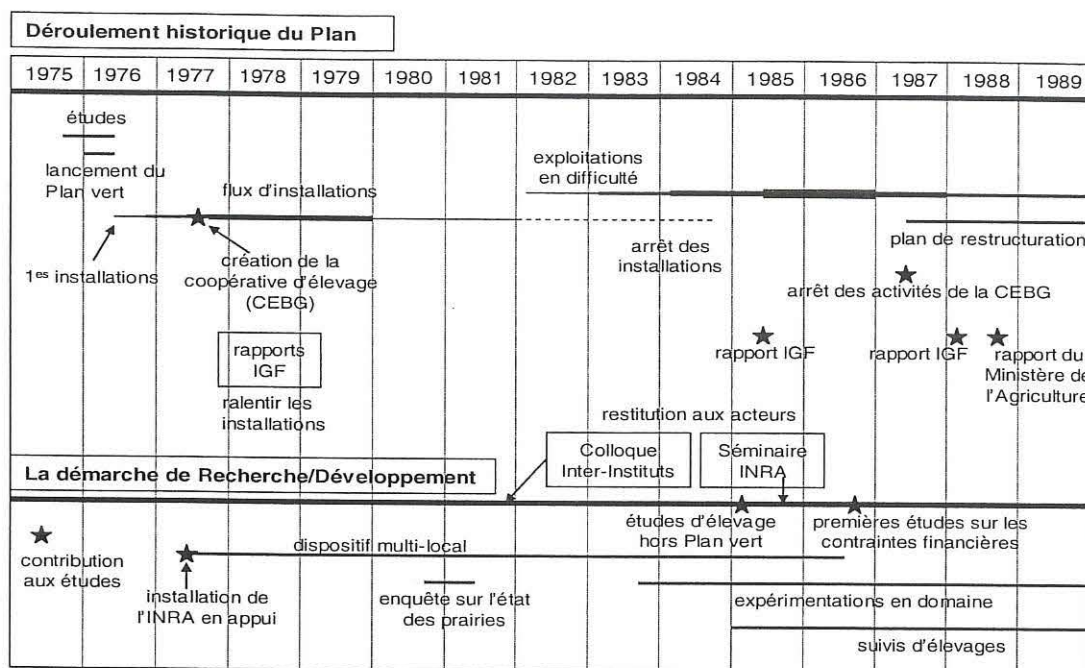 Déroulement historique du Plan
1975 1976 1977 1978 1979 1980 1981 1982 1983 1984 1985 1986 1987 1988 1989
études
lancement du
Plan vert
flux d'installations
exploitations
en difficulté
1es installations
création de la
coopérative d'élevage
(CEBG)
arrêt des
installations
plan de restructuration
arrêt des activités de la CEBG
rapports
IGF
ralentir les
installations
rapport IGF
rapport IGF
rapport du
Ministère de
l'Agriculture
restitution aux acteurs
Colloque
Inter-Instituts
Séminaire
INRA
La démarche de Recherche/Développement
contribution
aux études
installation de
l'INRA en appui
dispositif multi-local
enquête sur l'état
des prairies
études d'élevage
hors Plan vert
premières études sur les
contraintes financières
expérimentations en domaine
suivis d'élevages